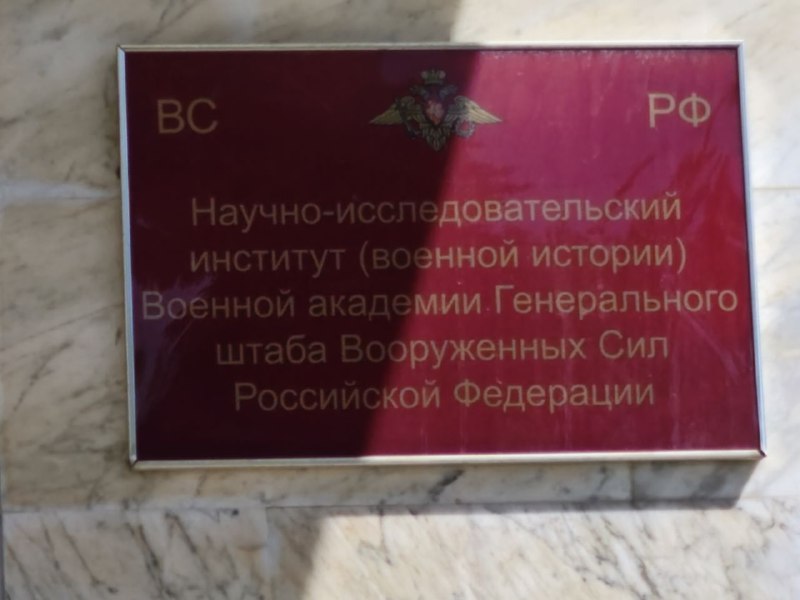 ВС РФ
Научно-исследовательский
институт (военной истории)
Военной академии Генерального
штаба Вооруженных Сил
Российской Федерации